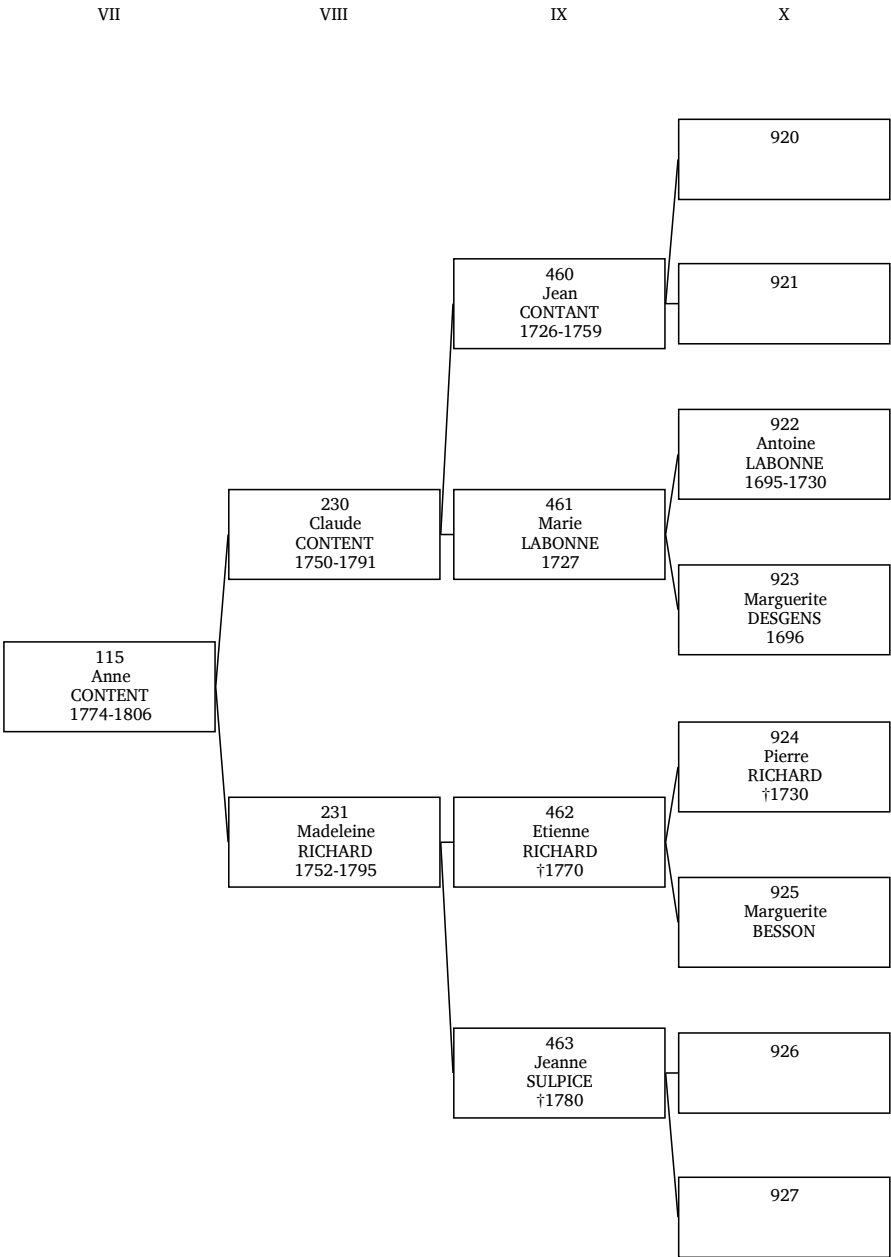 VII VIII IX X
920
460
Jean
CONTANT
1726-1759
921
922
Antoine
LABONNE
1695-1730
230
Claude
CONTENT
1750-1791
461
Marie
LABONNE
1727
923
Marguerite
DESGENS
1696
115
Anne
CONTENT
1774-1806
924
Pierre
RICHARD
†1730
231
Madeleine
RICHARD
1752-1795
462
Etienne
RICHARD
†1770
925
Marguerite
BESSON
463
Jeanne
SULPICE
†1780
926
927